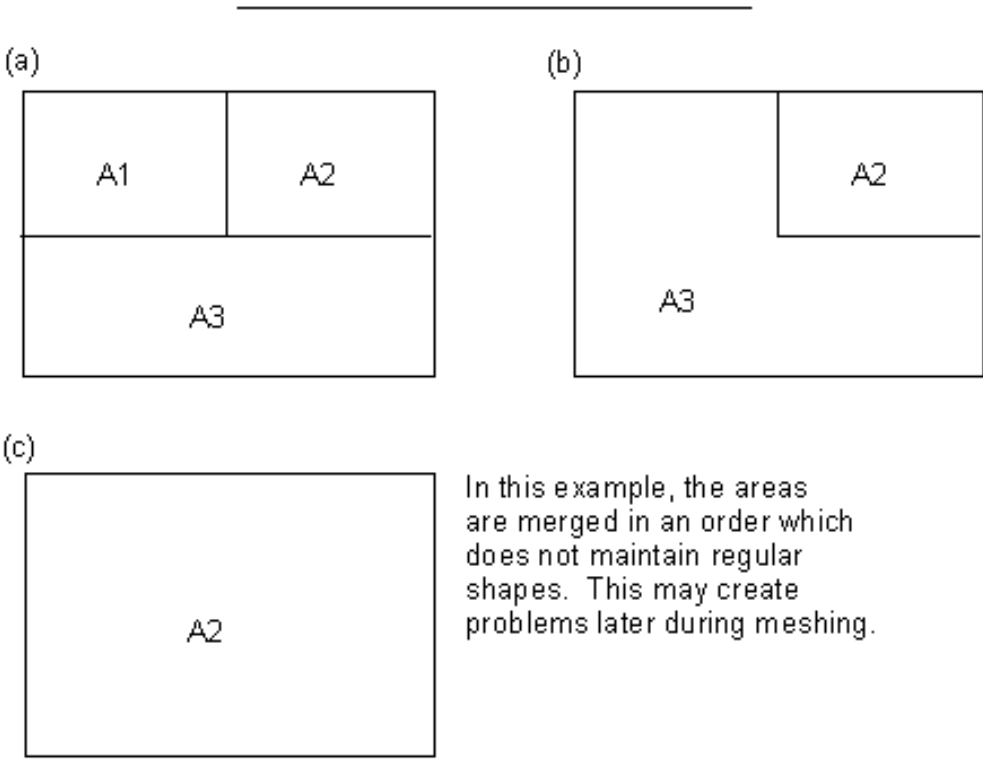 (a)
(b)
A1
A2
A2
A3
A3
(c)
In this example, the areas
are merged in an order which
does not maintain regular
shapes. This may create
problems later during meshing.
A2